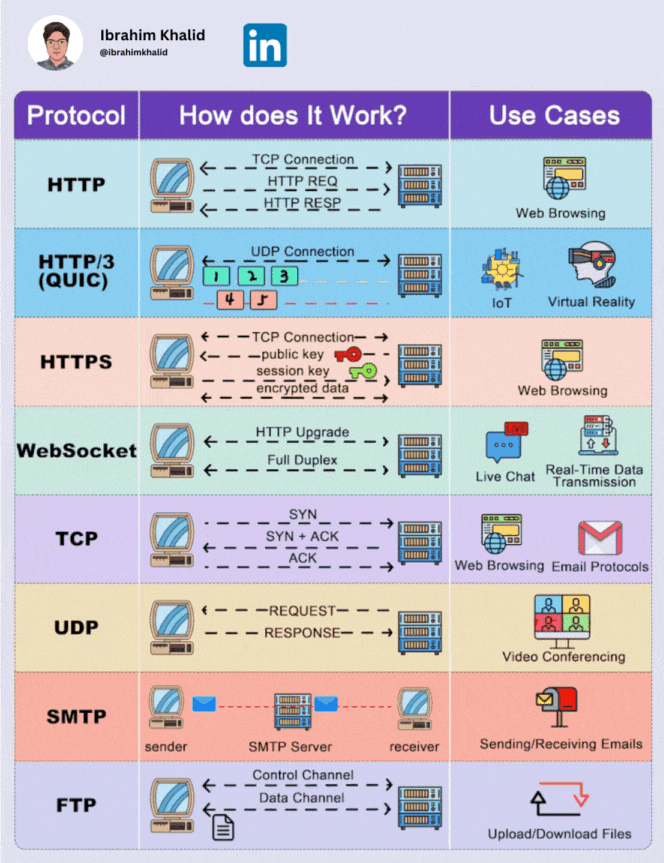 Ibrahim Khalid
@ibrahimkhalid
in
Protocol
How does It Work?
Use Cases
HTTP
TCP Connection
HTTP REQ
HTTP RESP
Web Browsing
HTTP/3
(QUIC)
UDP Connection
1 2 3
4 5
IoT
Virtual Reality
HTTPS
TCP Connection
public key
session key
encrypted data
Web Browsing
WebSocket
HTTP Upgrade
Full Duplex
Live Chat
Real-Time Data
Transmission
TCP
SYN
SYN + ACK
ACK
Web Browsing
Email Protocols
UDP
REQUEST
RESPONSE
Video Conferencing
SMTP
sender
SMTP Server
receiver
Sending/Receiving Emails
FTP
Control Channel
Data Channel
Upload/Download Files